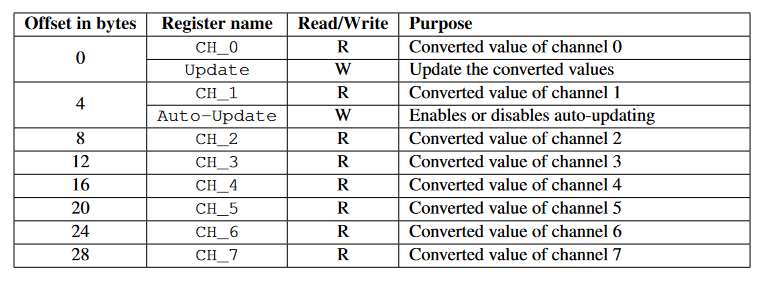 Offset in bytes Register name Read/Write Purpose
0 CH_0 R Converted value of channel 0
Update W Update the converted values
4 CH_1 R Converted value of channel 1
Auto-Update W Enables or disables auto-updating
8 CH_2 R Converted value of channel 2
12 CH_3 R Converted value of channel 3
16 CH_4 R Converted value of channel 4
20 CH_5 R Converted value of channel 5
24 CH_6 R Converted value of channel 6
28 CH_7 R Converted value of channel 7